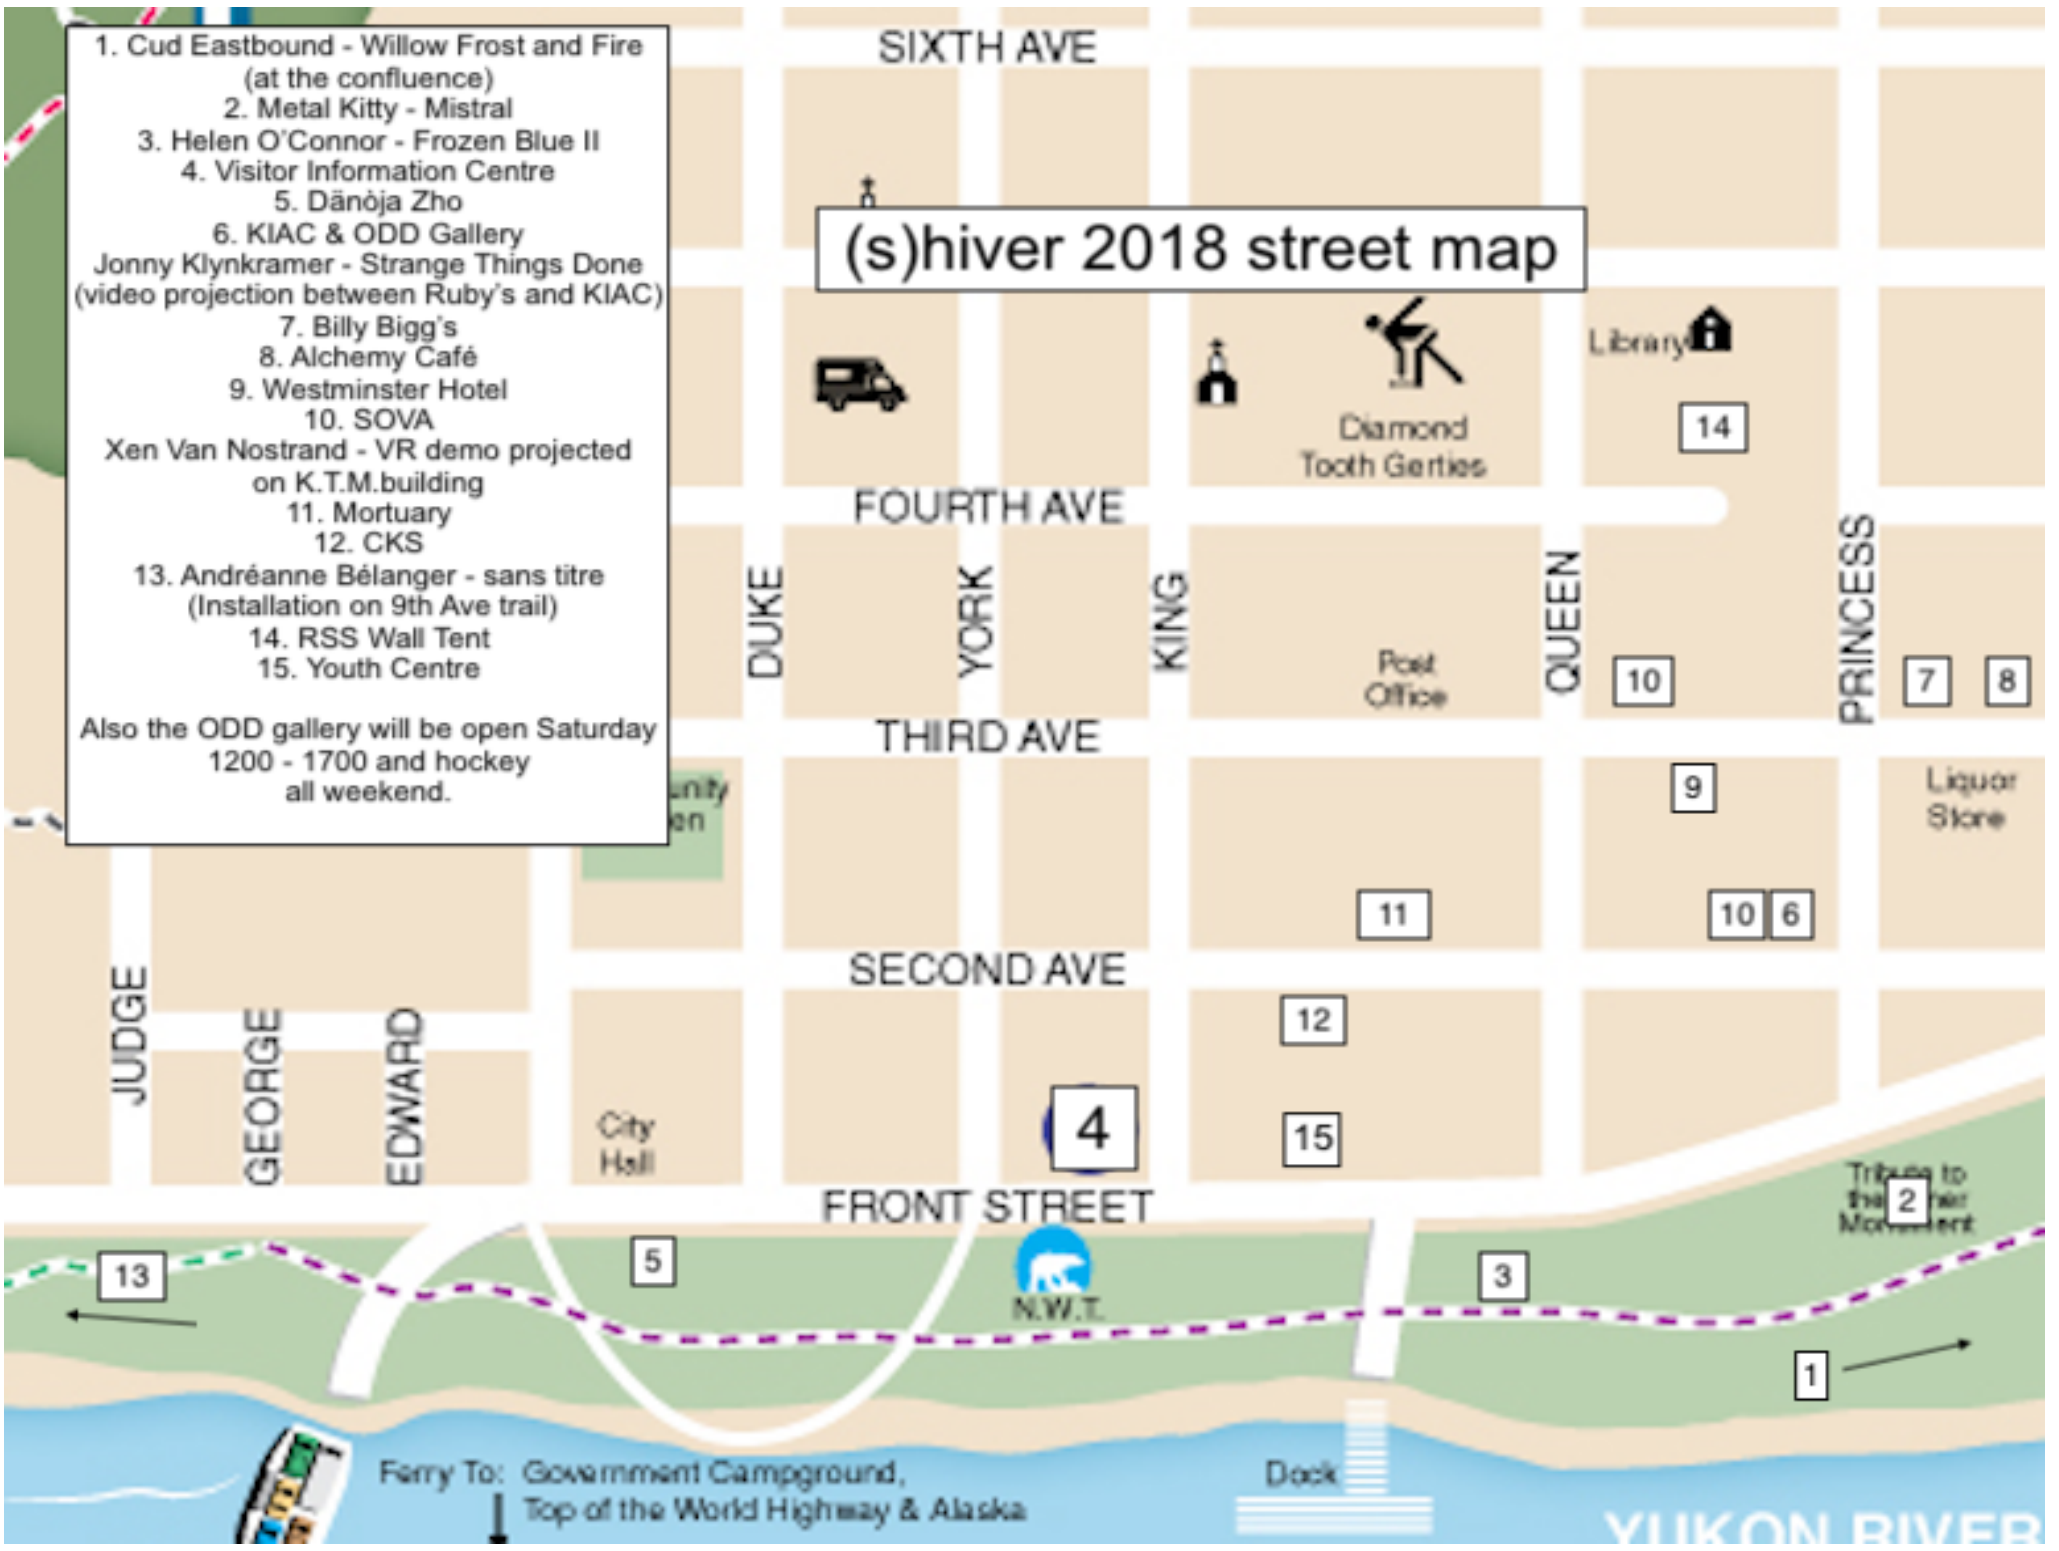 1. Cud Eastbound - Willow Frost and Fire
(at the confluence)
2. Metal Kitty - Mistral
3. Helen O'Connor - Frozen Blue II
4. Visitor Information Centre
5. Dänòja Zho
6. KIAC & ODD Gallery
Jonny Klynkramer - Strange Things Done
(video projection between Ruby's and KIAC)
7. Billy Bigg's
8. Alchemy Café
9. Westminster Hotel
10. SOVA
Xen Van Nostrand - VR demo projected
on K.T.M.building
11. Mortuary
12. CKS
13. Andréanne Bélanger - sans titre
(Installation on 9th Ave trail)
14. RSS Wall Tent
15. Youth Centre
Also the ODD gallery will be open Saturday
1200 - 1700 and hockey
all weekend.
SIXTH AVE
(s)hiver 2018 street map
Library
14
Diamond
Tooth Gerties
FOURTH AVE
DUKE
YORK
KING
QUEEN
PRINCESS
Post
Office
10
7
8
THIRD AVE
unity
en
9
Liquor
Store
11
10
6
SECOND AVE
JUDGE
GEORGE
EDWARD
12
City
Hall
4
15
FRONT STREET
Tribute to
the
Monument
2
13
5
N.W.T.
3
1
Ferry To: Government Campground,
Top of the World Highway & Alaska
Dock
YUKON RIVER